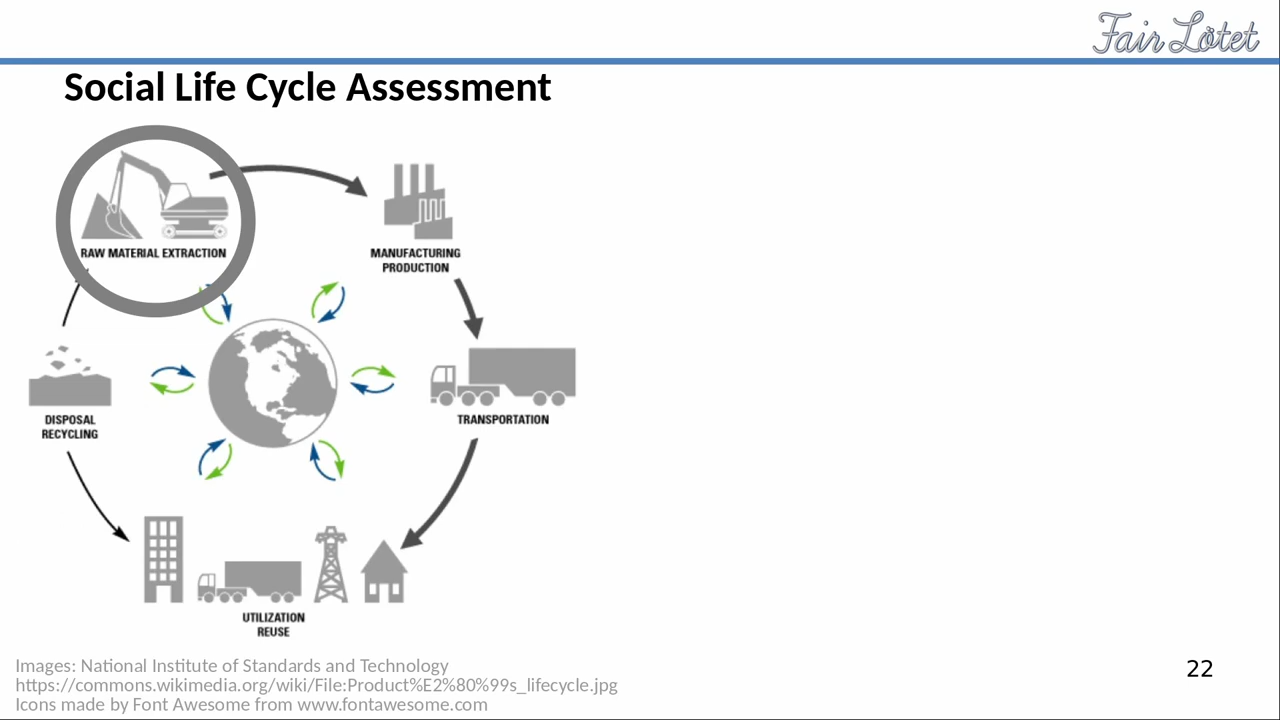 Fair Lötet
Social Life Cycle Assessment
RAW MATERIAL EXTRACTION
MANUFACTURING
PRODUCTION
DISPOSAL
RECYCLING
TRANSPORTATION
UTILIZATION
REUSE
Images: National Institute of Standards and Technology
https://commons.wikimedia.org/wiki/File:Product%E2%80%99s_lifecycle.jpg
Icons made by Font Awesome from www.fontawesome.com
22